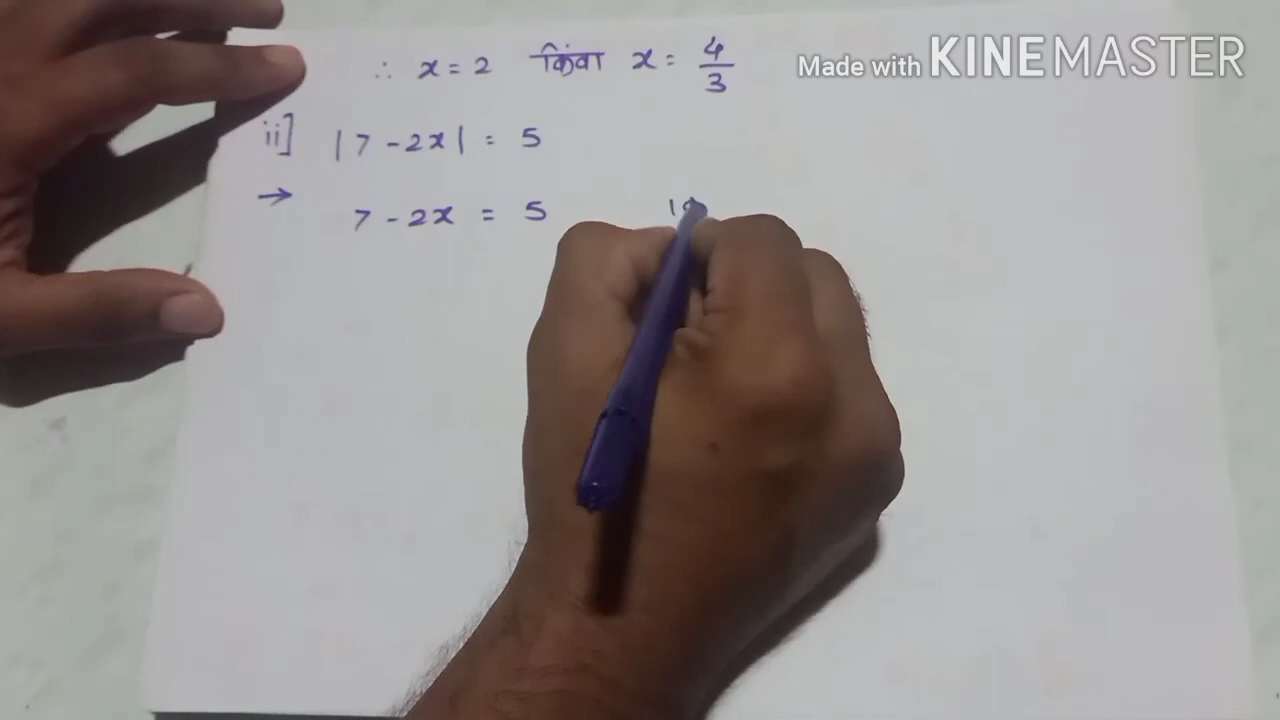 ∴ x = 2 किंवा x = 4/3
Made with KINEMASTER
ii] |7 - 2x| = 5
→ 7 - 2x = 5